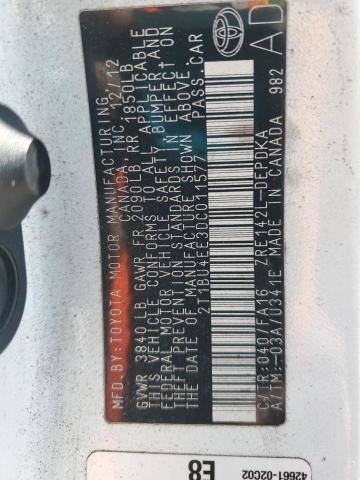 MFD.BY:TOYOTA MOTOR MANUFACTURING
CANADA, INC. 12/12
GVWR 3840LB GAWR FR 2090LB RR 1850LB
THIS VEHICLE CONFORMS TO ALL APPLICABLE
FEDERAL MOTOR VEHICLE SAFETY BUMPER, AND
THEFT PREVENTION STANDARDS IN EFFECT ON
THE DATE OF MANUFACTURE SHOWN ABOVE.
2T1BU4EE3DC011577 PASS.CAR
C/TR:040/FA16 ZRE142L-DEPDKA
A/TM:-03A/U341E MADE IN CANADA 982
TOYOTA
AD
42661-02C02
E8